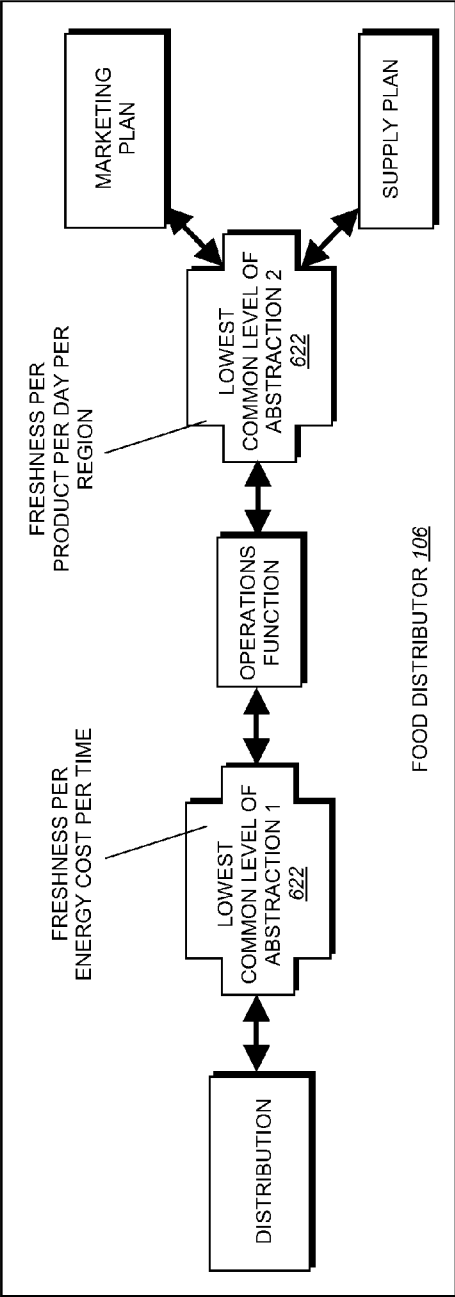 FRESHNESS PER
ENERGY COST PER TIME
FRESHNESS PER
PRODUCT PER DAY PER
REGION
DISTRIBUTION
LOWEST
COMMON LEVEL OF
ABSTRACTION 1
622
OPERATIONS
FUNCTION
LOWEST
COMMON LEVEL OF
ABSTRACTION 2
622
MARKETING
PLAN
SUPPLY PLAN
FOOD DISTRIBUTOR 106